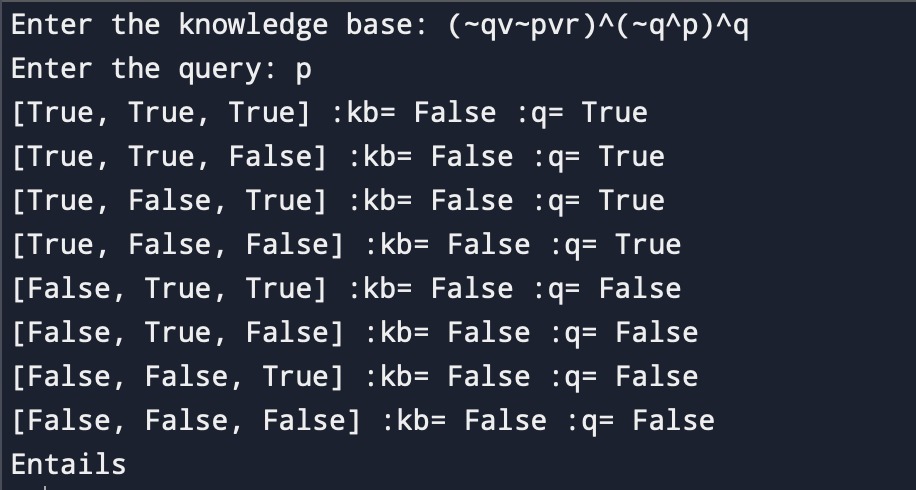 Enter the knowledge base: (~qv~pvr)^(~q^p)^q
Enter the query: p
[True, True, True] :kb= False :q= True
[True, True, False] :kb= False :q= True
[True, False, True] :kb= False :q= True
[True, False, False] :kb= False :q= True
[False, True, True] :kb= False :q= False
[False, True, False] :kb= False :q= False
[False, False, True] :kb= False :q= False
[False, False, False] :kb= False :q= False
Entails